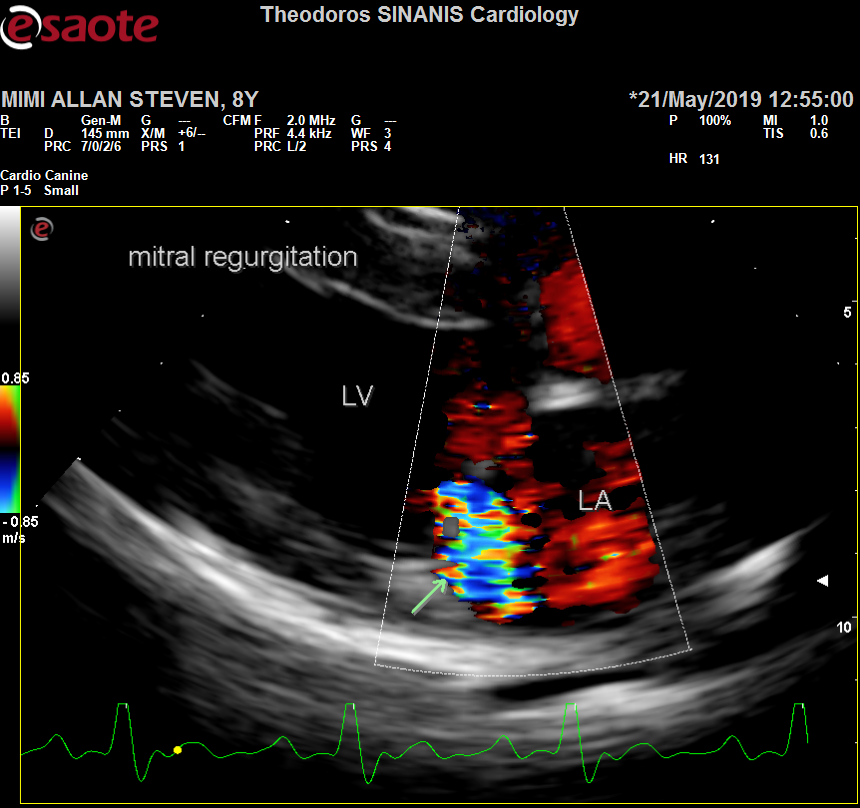 esaote
Theodoros SINANIS Cardiology
MIMI ALLAN STEVEN, 8Y *21/May/2019 12:55:00
B Gen-M G --- CFM F 2.0 MHz G --- P 100% MI 1.0
TEI D 145 mm X/M +6/-- PRF 4.4 kHz WF 3 TIS 0.6
PRC 7/0/2/6 PRS 1 PRC L/2 PRS 4
HR 131
Cardio Canine
P 1-5 Small
e
mitral regurgitation
5
0.85
LV
LA
- 0.85
m/s
10